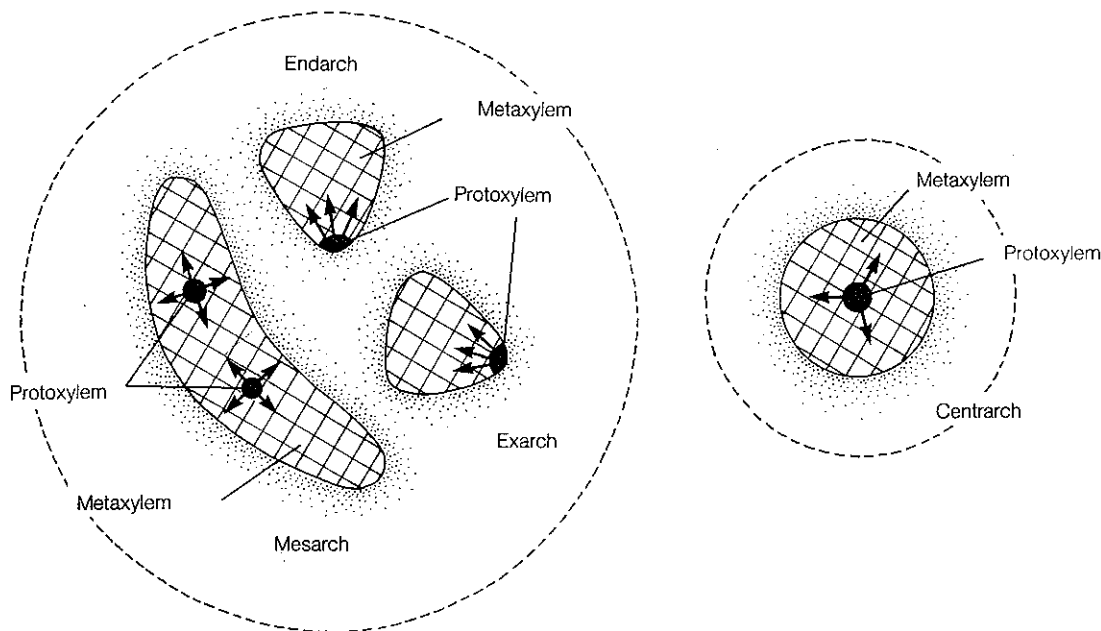 Endarch
Metaxylem
Protoxylem
Exarch
Protoxylem
Metaxylem
Mesarch
Metaxylem
Protoxylem
Centrarch